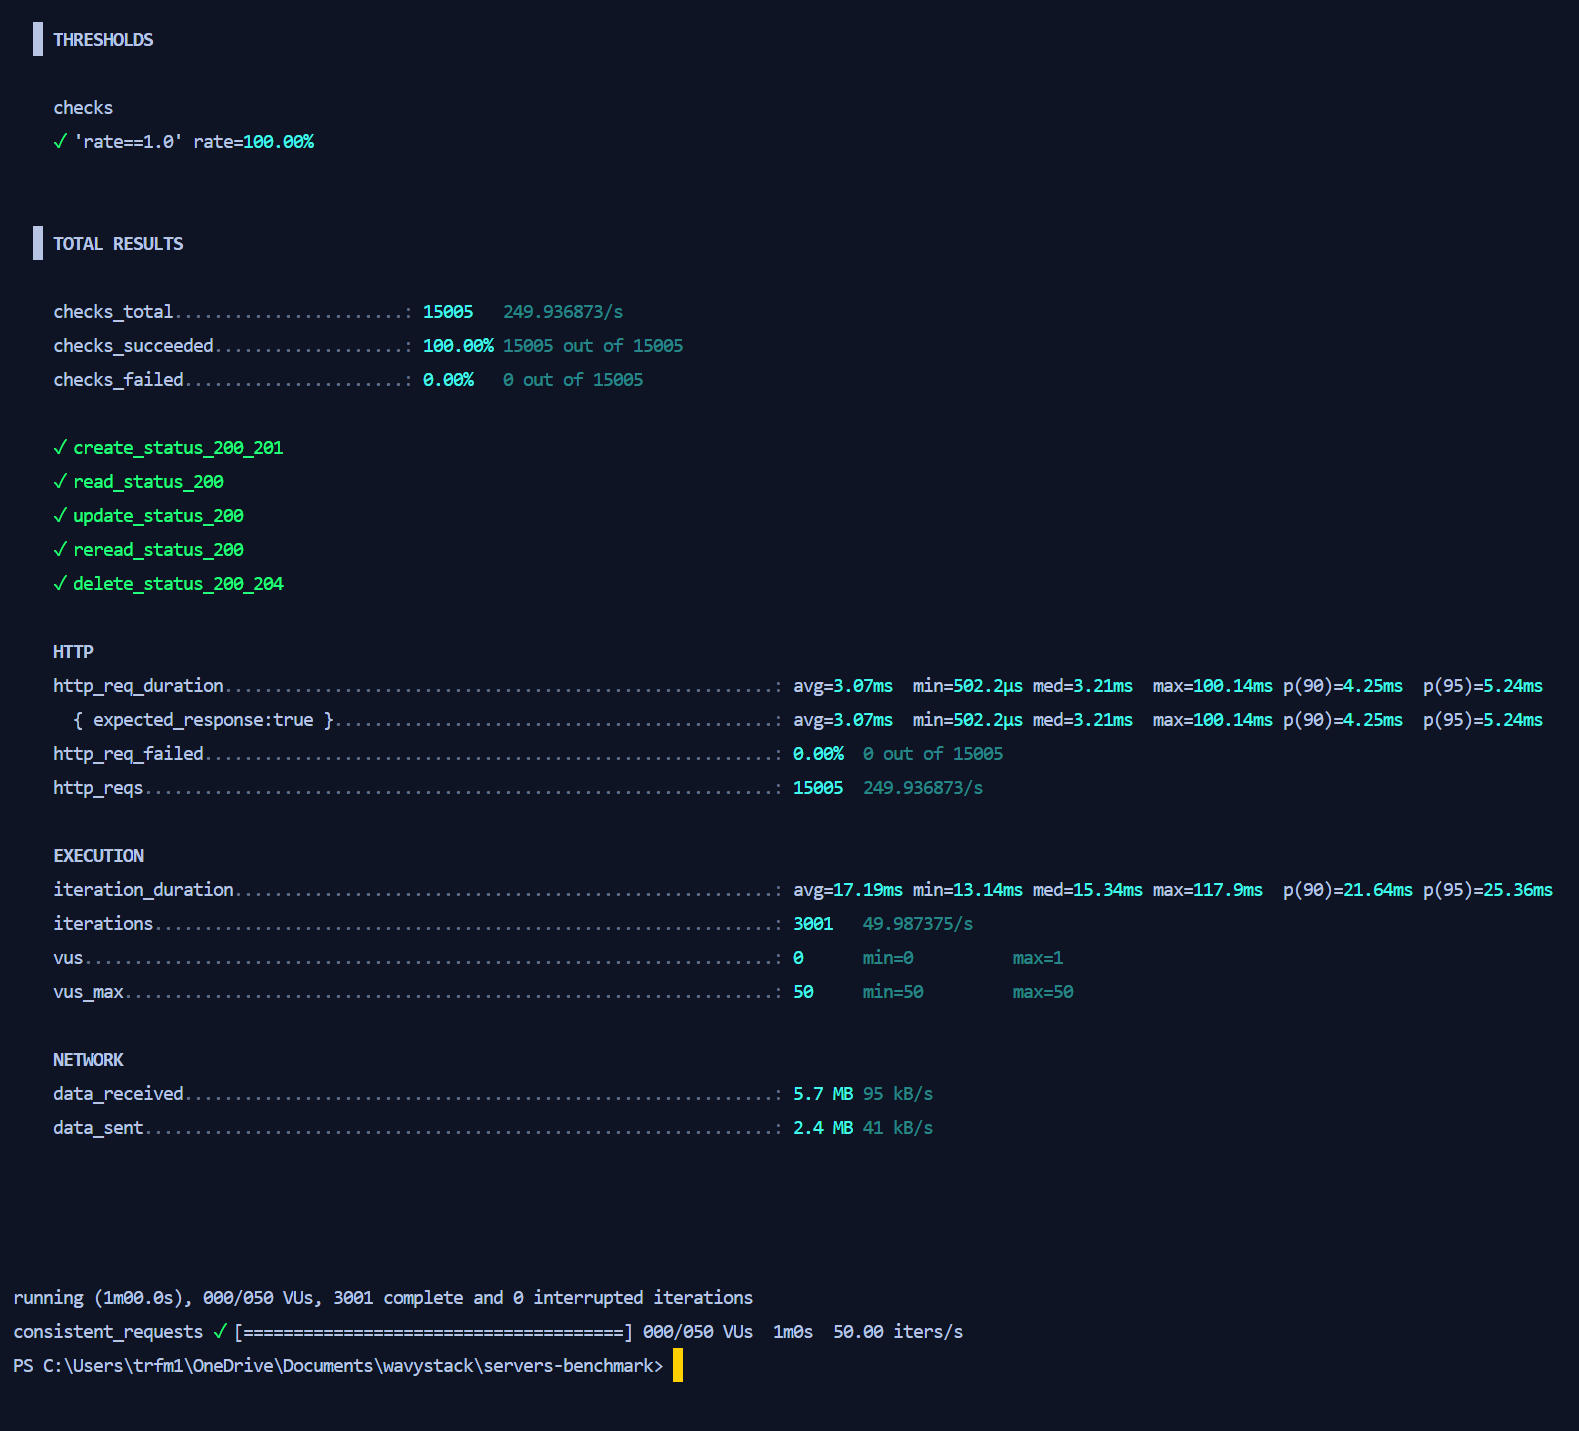 THRESHOLDS
checks
✓ 'rate==1.0' rate=100.00%
TOTAL RESULTS
checks_total.......................: 15005   249.936873/s
checks_succeeded...................: 100.00% 15005 out of 15005
checks_failed......................: 0.00%   0 out of 15005
✓ create_status_200_201
✓ read_status_200
✓ update_status_200
✓ reread_status_200
✓ delete_status_200_204
HTTP
http_req_duration.......................................................: avg=3.07ms  min=502.2µs med=3.21ms  max=100.14ms p(90)=4.25ms  p(95)=5.24ms
{ expected_response:true }............................................: avg=3.07ms  min=502.2µs med=3.21ms  max=100.14ms p(90)=4.25ms  p(95)=5.24ms
http_req_failed.........................................................: 0.00%  0 out of 15005
http_reqs...............................................................: 15005  249.936873/s
EXECUTION
iteration_duration......................................................: avg=17.19ms min=13.14ms med=15.34ms max=117.9ms  p(90)=21.64ms p(95)=25.36ms
iterations..............................................................: 3001   49.987375/s
vus.....................................................................: 0      min=0          max=1
vus_max.................................................................: 50     min=50         max=50
NETWORK
data_received...........................................................: 5.7 MB 95 kB/s
data_sent...............................................................: 2.4 MB 41 kB/s
running (1m00.0s), 000/050 VUs, 3001 complete and 0 interrupted iterations
consistent_requests ✓ [======================================] 000/050 VUs  1m0s  50.00 iters/s
PS C:\Users\trfm1\OneDrive\Documents\wavystack\servers-benchmark>